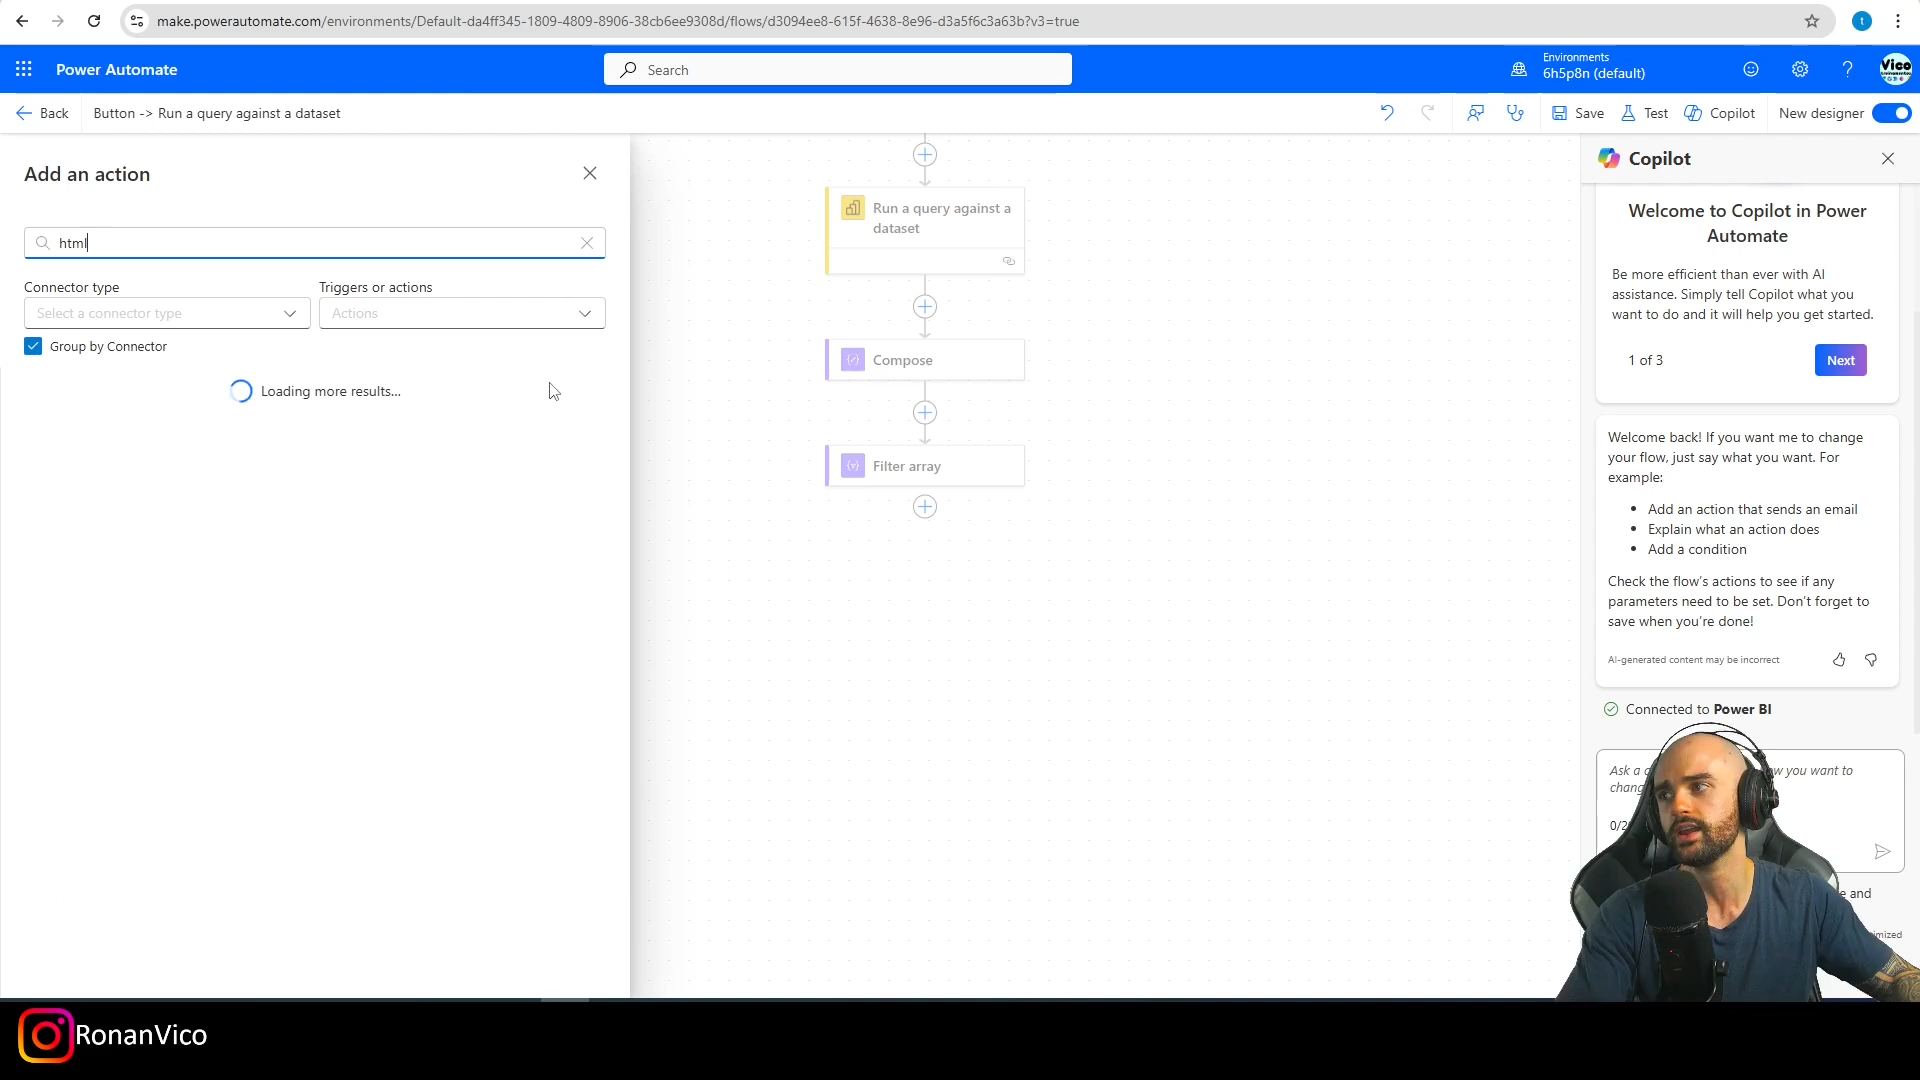 make.powerautomate.com/environments/Default-da4ff345-1809-4809-8906-38cb6ee9308d/flows/d3094ee8-615f-4638-8e96-d3a5f6c3a63b?v3=true
t
Power Automate
Search
Environments
6h5p8n (default)
Vico
Back
Button -> Run a query against a dataset
Save
Test
Copilot
New designer
Add an action
html
Connector type
Triggers or actions
Select a connector type
Actions
Group by Connector
Loading more results...
Run a query against a
dataset
Compose
Filter array
Copilot
Welcome to Copilot in Power
Automate
Be more efficient than ever with AI
assistance. Simply tell Copilot what you
want to do and it will help you get started.
1 of 3
Next
Welcome back! If you want me to change
your flow, just say what you want. For
example:
Add an action that sends an email
Explain what an action does
Add a condition
Check the flow's actions to see if any
parameters need to be set. Don't forget to
save when you're done!
AI-generated content may be incorrect
Connected to Power BI
Ask a you want to
and
RonanVico